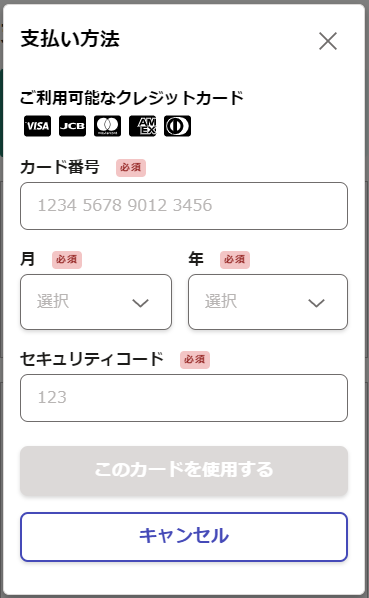 支払い方法
ご利用可能なクレジットカード
VISA JCB AM EX
カード番号 必須
1234 5678 9012 3456
月 必須 年 必須
選択 選択
セキュリティコード 必須
123
このカードを使用する
キャンセル